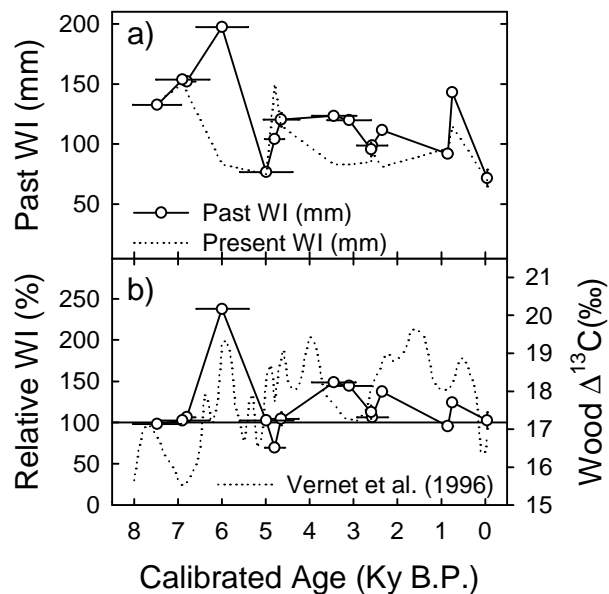 200
150
100
50
Past WI (mm)
a)
Past WI (mm)
Present WI (mm)
250
200
150
100
50
0
Relative WI (%)
b)
Vernet et al. (1996)
21
20
19
18
17
16
15
Wood Δ¹³C(‰)
8 7 6 5 4 3 2 1 0
Calibrated Age (Ky B.P.)